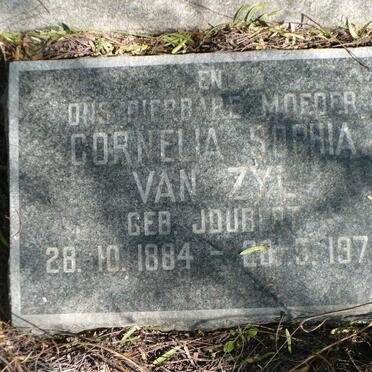 EN
ONS DIERBARE MOEDER
CORNELIA SOPHIA
VAN ZYL
GEB. JOUBERT
28. 10. 1884 -